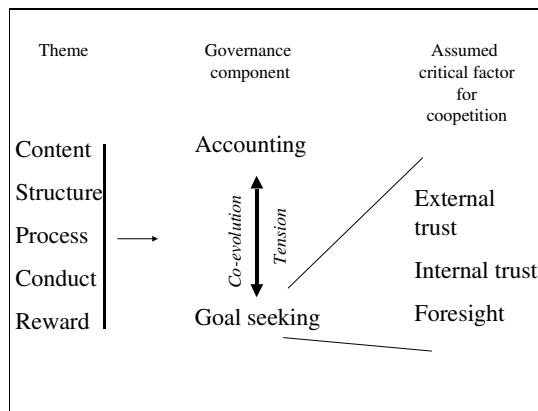 Theme
Governance
component
Assumed
critical factor
for
coopetition
Content
Structure
Process
Conduct
Reward
Accounting
Co-evolution
Tension
Goal seeking
External
trust
Internal trust
Foresight